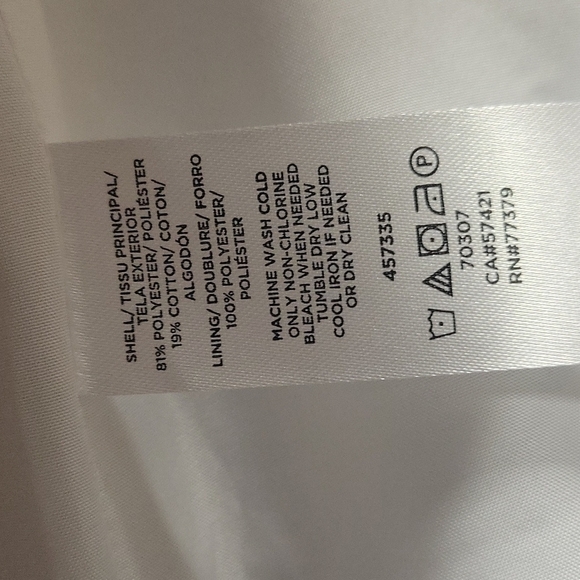 SHELL/ TISSU PRINCIPAL/
TELA EXTERIOR
81% POLYESTER/ POLIÉSTER
19% COTTON/ COTON/
ALGODÓN
LINING/ DOUBLURE/ FORRO
100% POLYESTER/
POLIÉSTER
MACHINE WASH COLD
ONLY NON-CHLORINE
BLEACH WHEN NEEDED
TUMBLE DRY LOW
COOL IRON IF NEEDED
OR DRY CLEAN
457335
P
70307
CA#57421
RN#77379